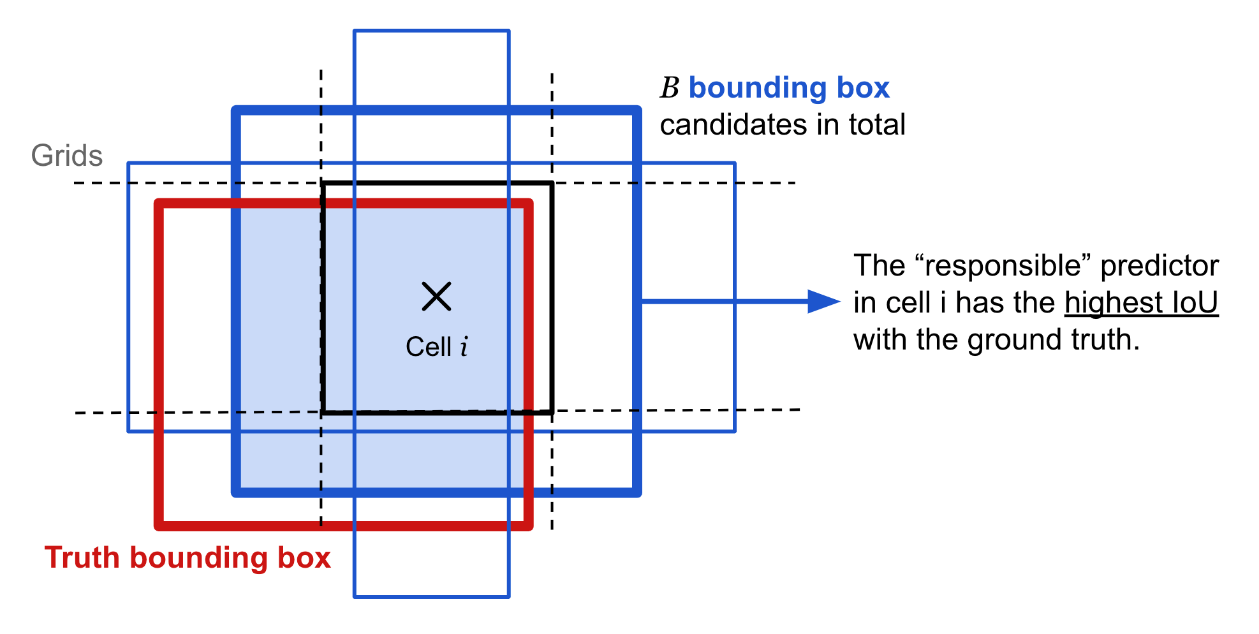 B bounding box
candidates in total
Grids
The “responsible” predictor
in cell i has the highest IoU
with the ground truth.
Cell i
Truth bounding box